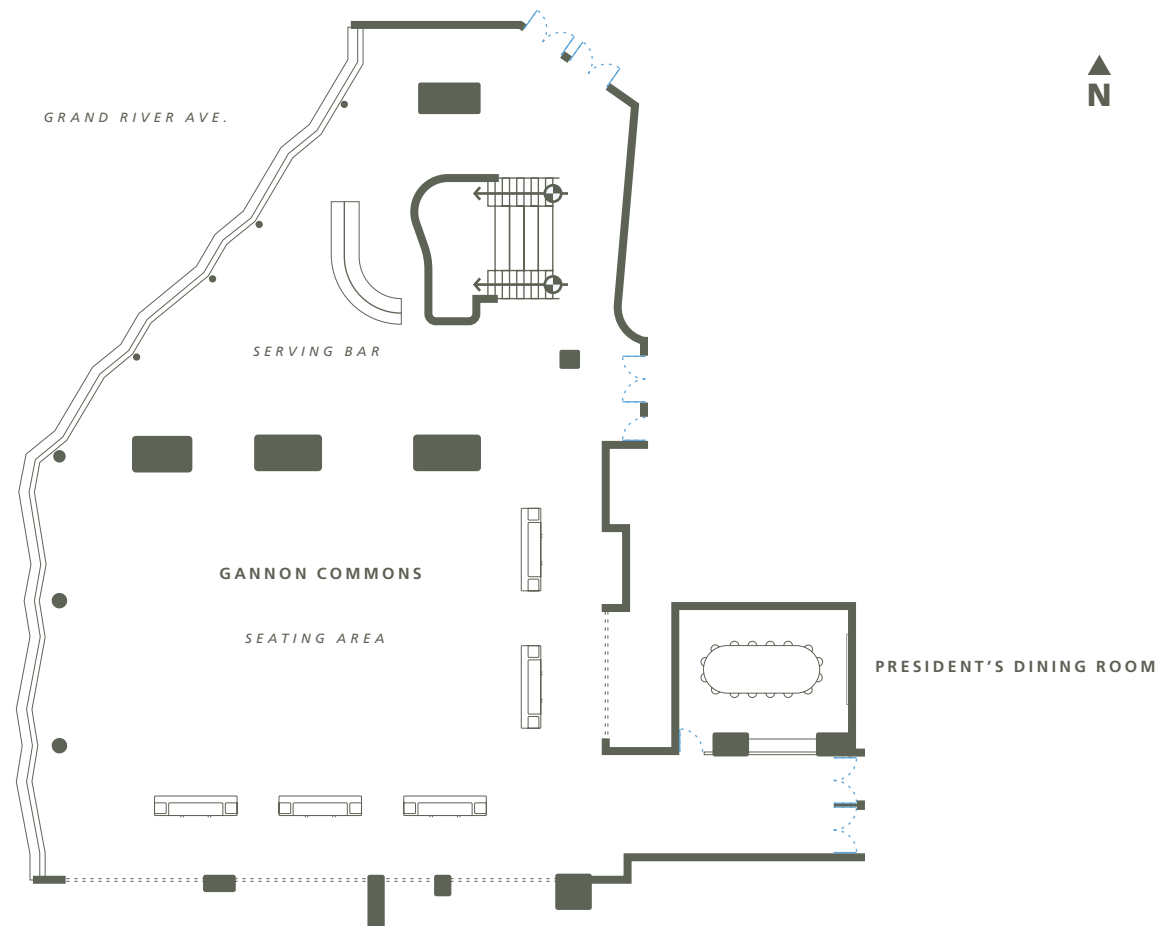 N
GRAND RIVER AVE.
SERVING BAR
GANNON COMMONS
SEATING AREA
PRESIDENT’S DINING ROOM